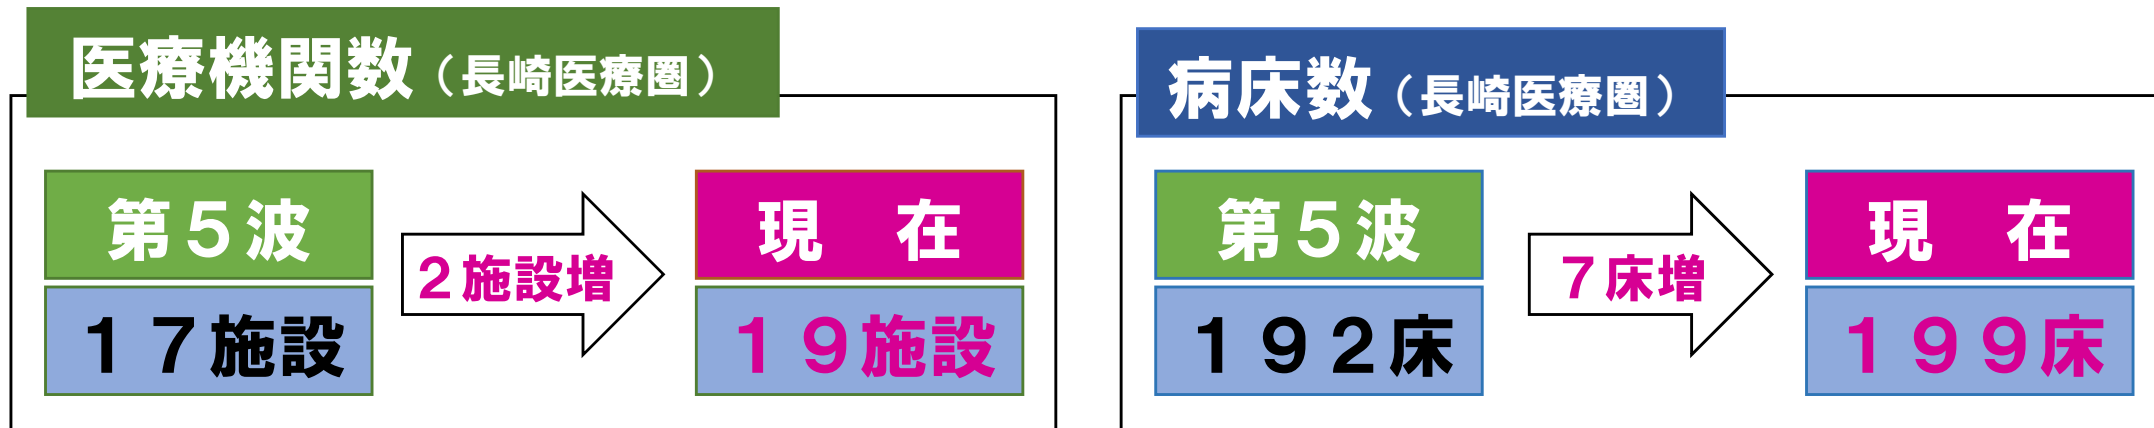 医療機関数（長崎医療圏）
第５波
１７施設
２施設増
現　在
１９施設
病床数（長崎医療圏）
第５波
１９２床
７床増
現　在
１９９床